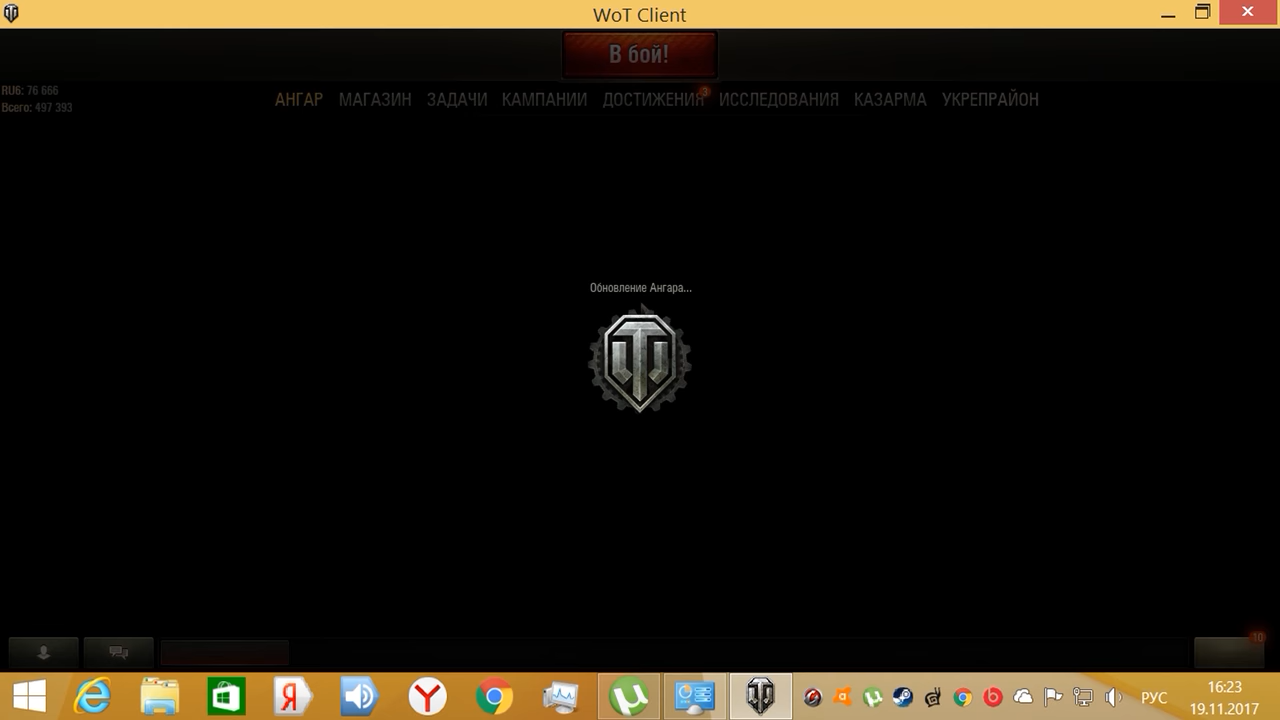 WoT Client
В бой!
RU6: 76 666
Всего: 497 393
АНГАР МАГАЗИН ЗАДАЧИ КАМПАНИИ ДОСТИЖЕНИЯ 3 ИССЛЕДОВАНИЯ КАЗАРМА УКРЕПРАЙОН
Обновление Ангара...
10
РУС
16:23
19.11.2017